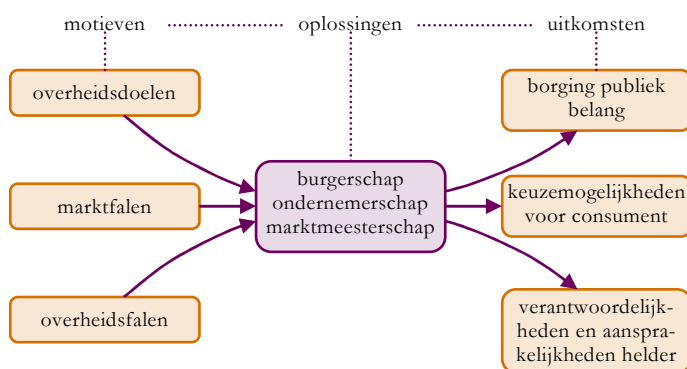 motieven oplossingen uitkomsten
overheidsdoelen
marktfalen
overheidsfalen
burgerschap
ondernemerschap
marktmeesterschap
borging publiek
belang
keuzemogelijkheden
voor consument
verantwoordelijk-
heden en aanspra-
kelijkheden helder